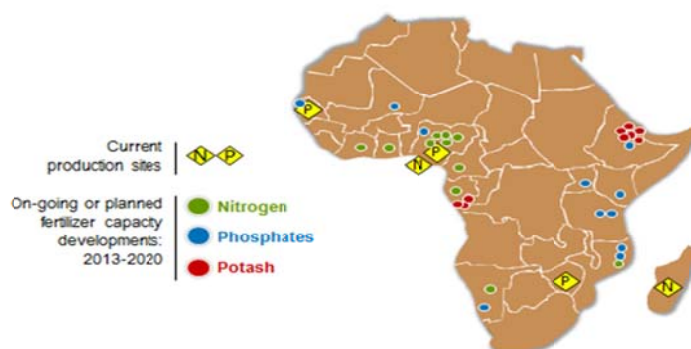 P
Current
production sites
N P
P
N
On-going or planned
fertilizer capacity
developments:
2013-2020
Nitrogen
Phosphates
Potash
P
N